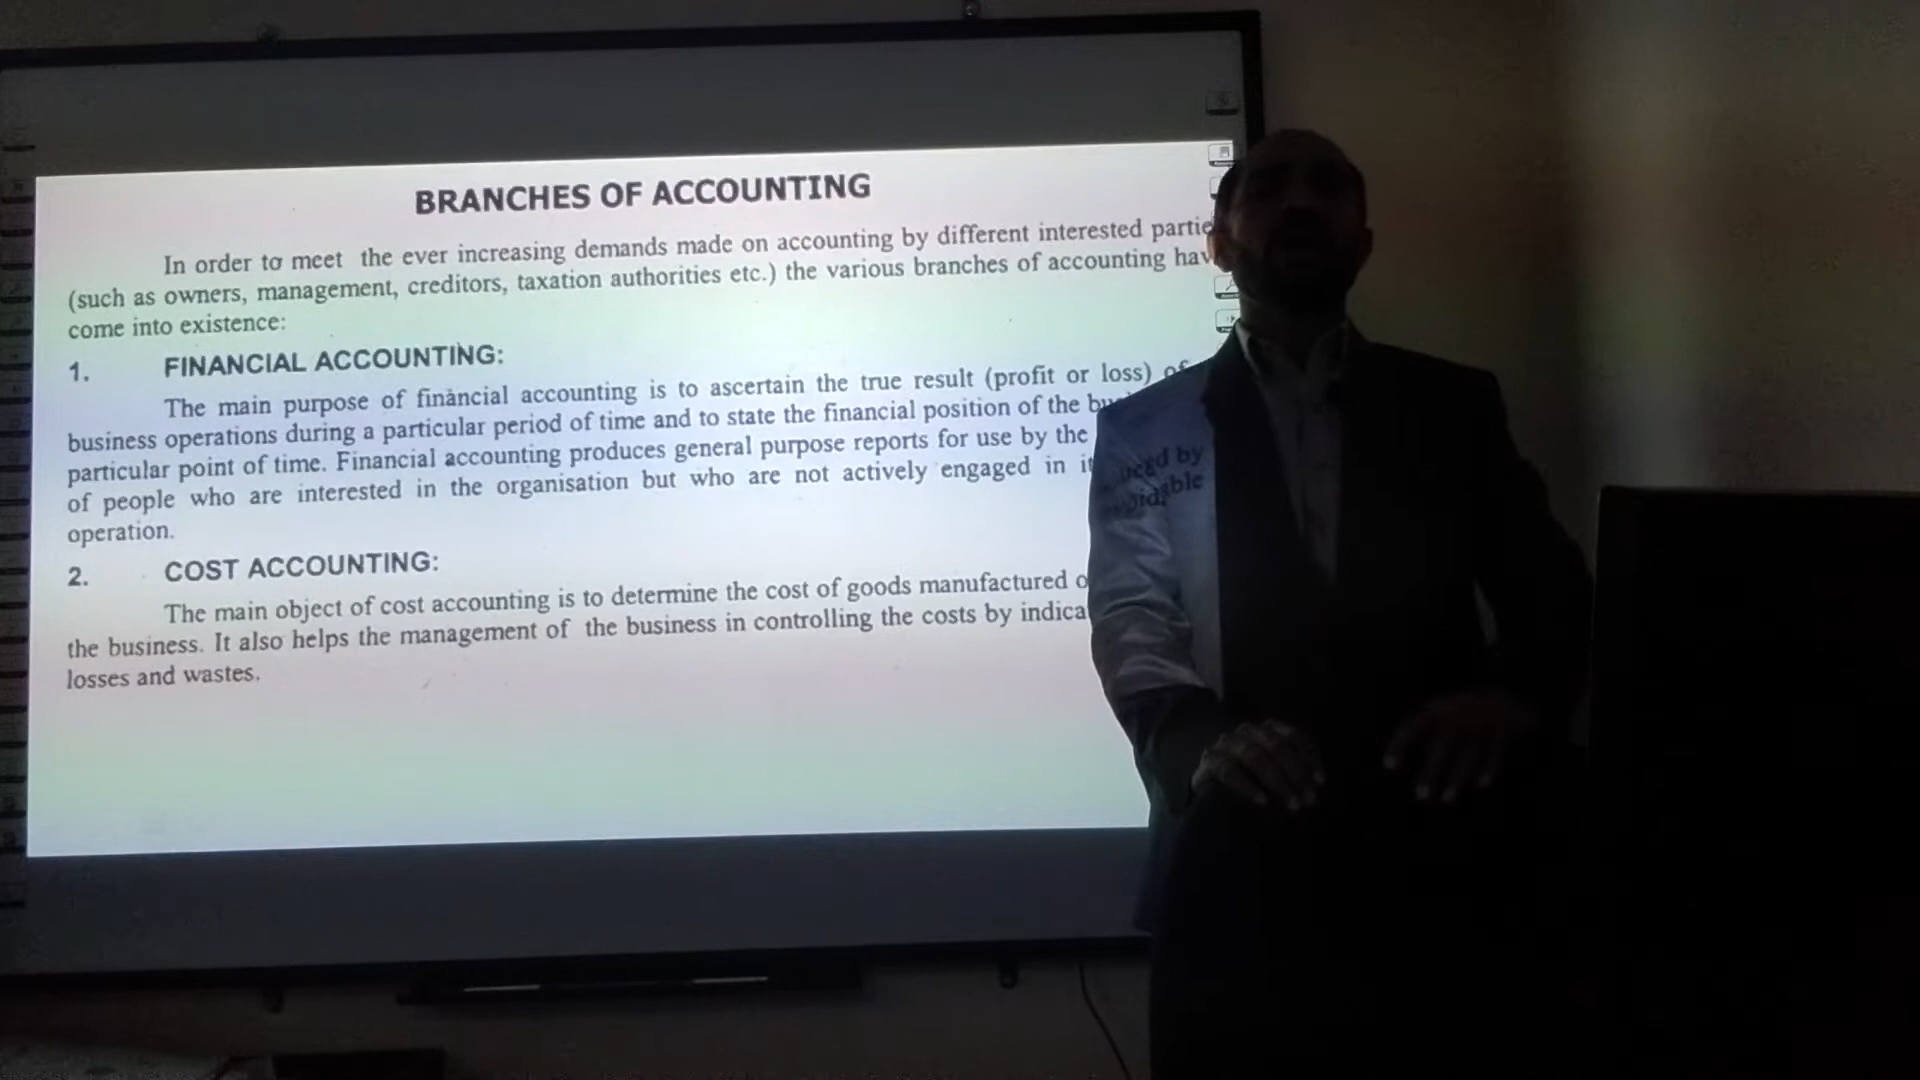 BRANCHES OF ACCOUNTING
In order to meet the ever increasing demands made on accounting by different interested
(such as owners, management, creditors, taxation authorities etc.) the various branches of accounting
come into existence:
1. FINANCIAL ACCOUNTING:
The main purpose of financial accounting is to ascertain the true result (profit or loss) of
business operations during a particular period of time and to state the financial position of the
particular point of time. Financial accounting produces general purpose reports for use by the
of people who are interested in the organisation but who are not actively engaged in
operation.
2. COST ACCOUNTING:
The main object of cost accounting is to determine the cost of goods manufactured
by
the business. It also helps the management of the business in controlling the costs by
losses and wastes.